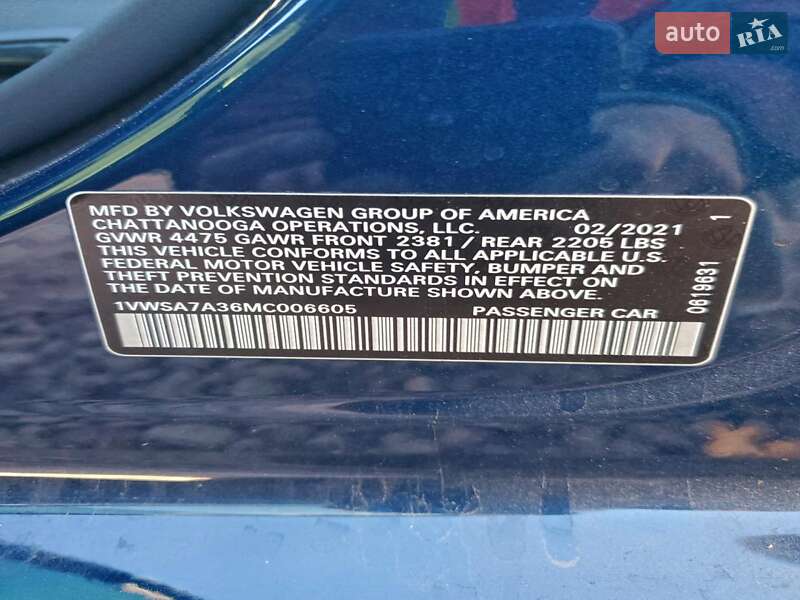 auto RIA.com
MFD BY VOLKSWAGEN GROUP OF AMERICA
CHATTANOOGA OPERATIONS, LLC. 02/2021
GVWR 4475 GAWR FRONT 2381 / REAR 2205 LBS
THIS VEHICLE CONFORMS TO ALL APPLICABLE U.S.
FEDERAL MOTOR VEHICLE SAFETY, BUMPER AND
THEFT PREVENTION STANDARDS IN EFFECT ON
THE DATE OF MANUFACTURE SHOWN ABOVE.
1VWSA7A36MC006605 PASSENGER CAR
0619831 1